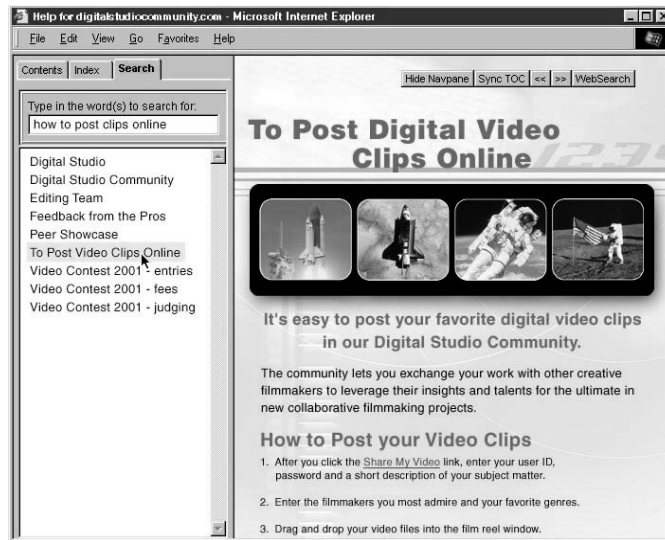 Help for digitalstudiocommunity.com - Microsoft Internet Explorer
File Edit View Go Favorites Help
Contents Index Search
Type in the word(s) to search for:
how to post clips online
Digital Studio
Digital Studio Community
Editing Team
Feedback from the Pros
Peer Showcase
To Post Video Clips Online
Video Contest 2001 - entries
Video Contest 2001 - fees
Video Contest 2001 - judging
Hide Navpane Sync TOC << >> WebSearch
To Post Digital Video
Clips Online
1234
It's easy to post your favorite digital video clips
in our Digital Studio Community.
The community lets you exchange your work with other creative
filmmakers to leverage their insights and talents for the ultimate in
new collaborative filmmaking projects.
How to Post your Video Clips
1. After you click the Share My Video link, enter your user ID,
password and a short description of your subject matter.
2. Enter the filmmakers you most admire and your favorite genres.
3. Drag and drop your video files into the film reel window.